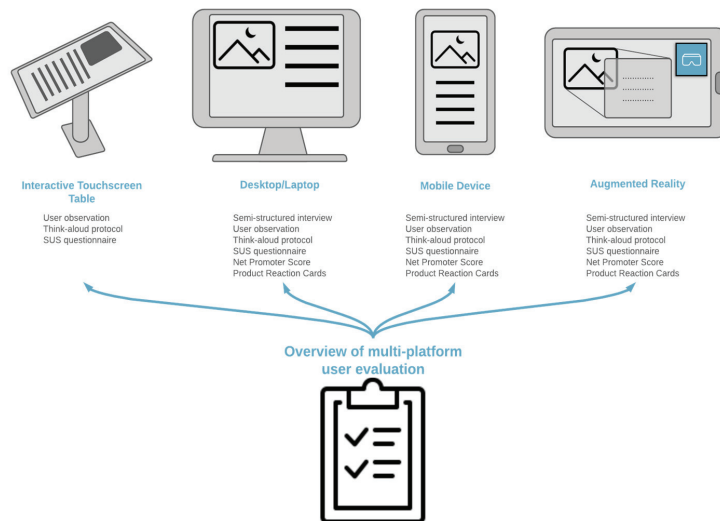 Interactive Touchscreen
Table
User observation
Think-aloud protocol
SUS questionnaire
Desktop/Laptop
Semi-structured interview
User observation
Think-aloud protocol
SUS questionnaire
Net Promoter Score
Product Reaction Cards
Mobile Device
Semi-structured interview
User observation
Think-aloud protocol
SUS questionnaire
Net Promoter Score
Product Reaction Cards
Augmented Reality
Semi-structured interview
User observation
Think-aloud protocol
SUS questionnaire
Net Promoter Score
Product Reaction Cards
Overview of multi-platform
user evaluation